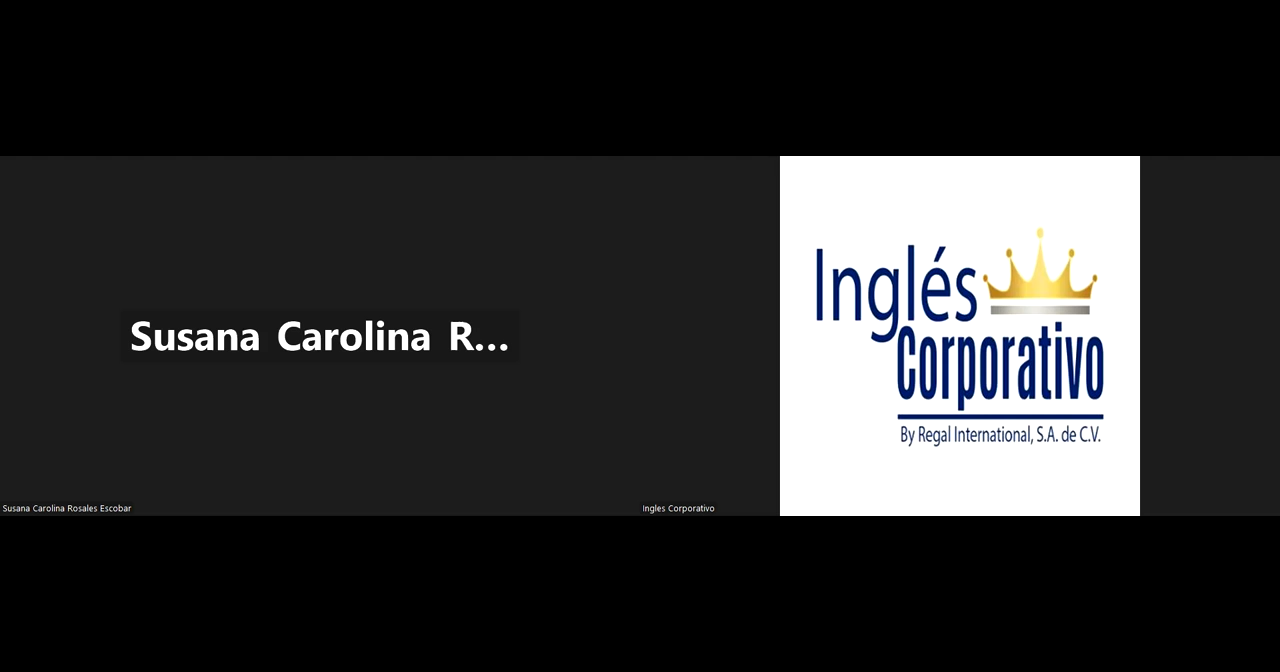 Susana Carolina R...
Inglés
Corporativo
By Regal International, S.A. de C.V.
Susana Carolina Rosales Escobar
Ingles Corporativo